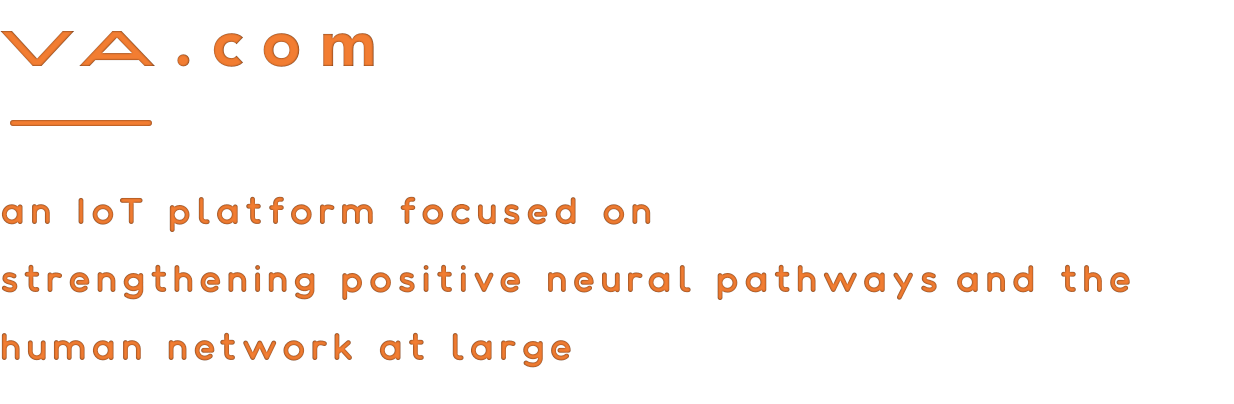 VA.com
an IoT platform focused on
strengthening positive neural pathways and the
human network at large